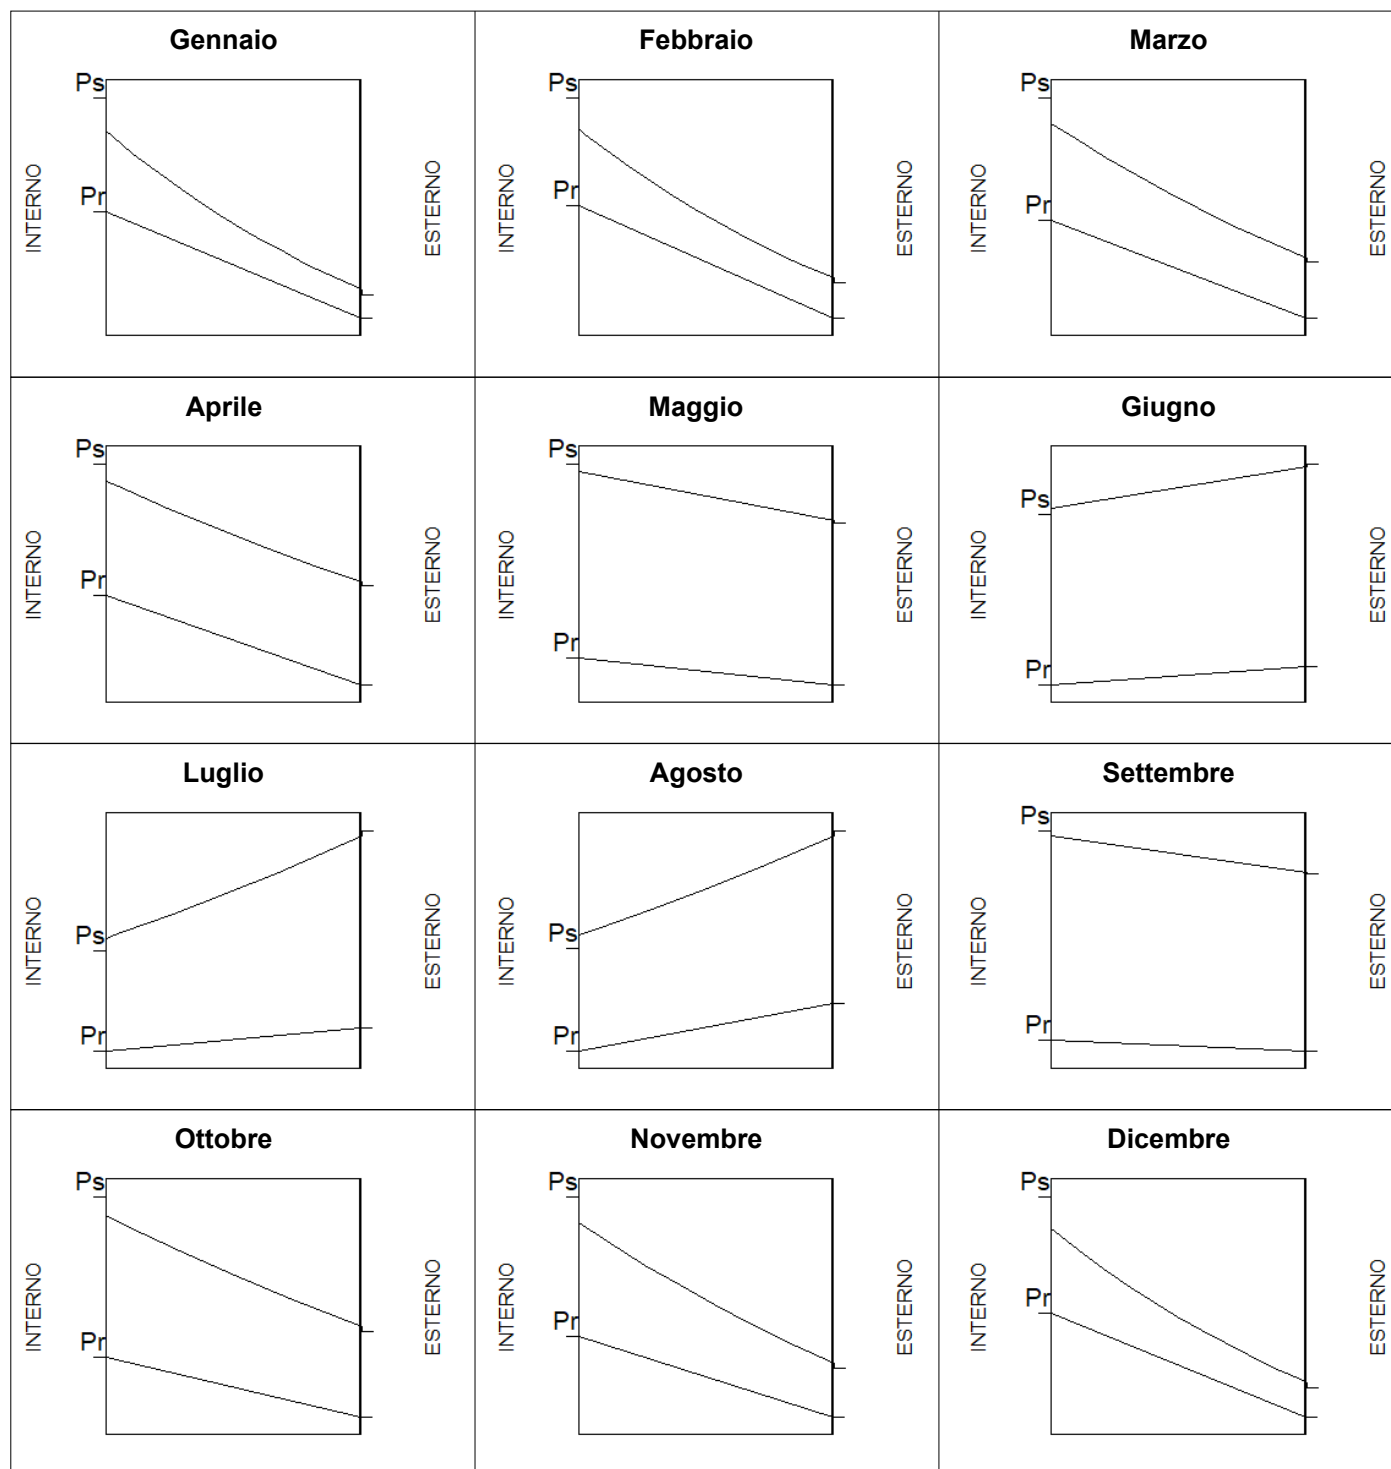 Gennaio
Ps
Pr
INTERNO
ESTERNO
Febbraio
Ps
Pr
INTERNO
ESTERNO
Marzo
Ps
Pr
INTERNO
ESTERNO
Aprile
Ps
Pr
INTERNO
ESTERNO
Maggio
Ps
Pr
INTERNO
ESTERNO
Giugno
Ps
Pr
INTERNO
ESTERNO
Luglio
Ps
Pr
INTERNO
ESTERNO
Agosto
Ps
Pr
INTERNO
ESTERNO
Settembre
Ps
Pr
INTERNO
ESTERNO
Ottobre
Ps
Pr
INTERNO
ESTERNO
Novembre
Ps
Pr
INTERNO
ESTERNO
Dicembre
Ps
Pr
INTERNO
ESTERNO